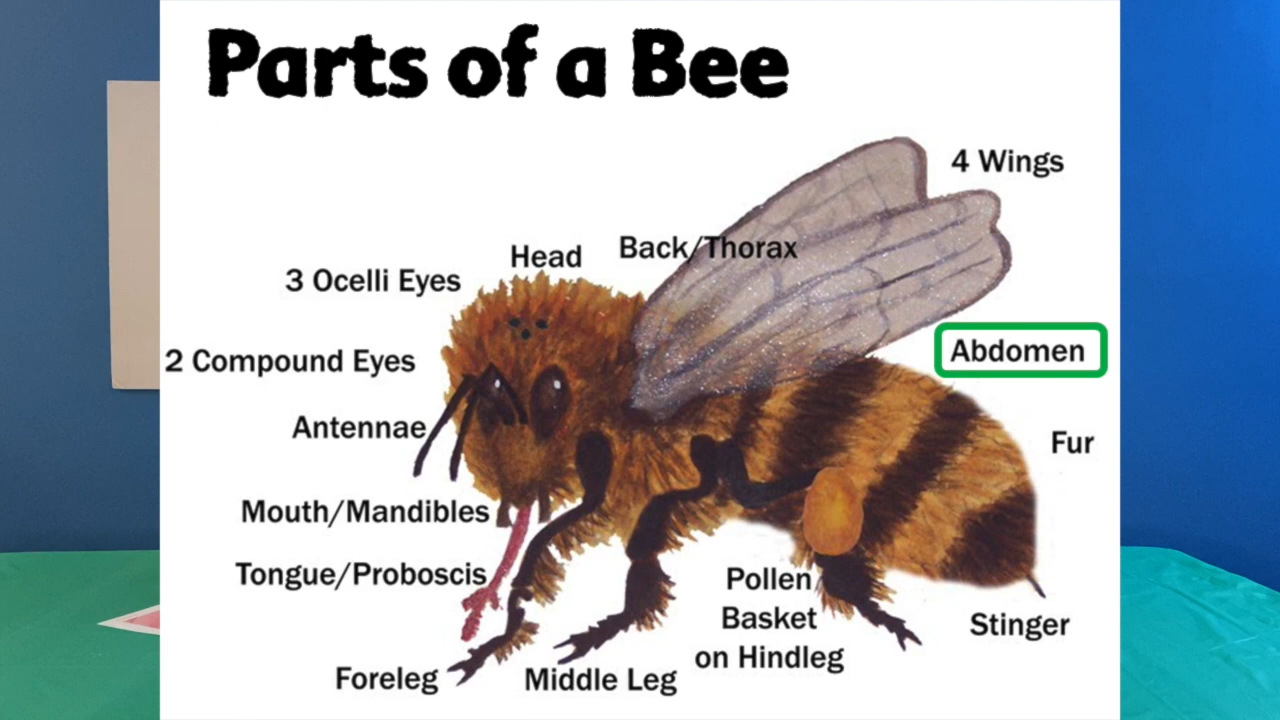 Parts of a Bee
4 Wings
Head
Back/Thorax
3 Ocelli Eyes
Abdomen
2 Compound Eyes
Antennae
Fur
Mouth/Mandibles
Tongue/Proboscis
Pollen
Basket
on Hindleg
Stinger
Foreleg
Middle Leg